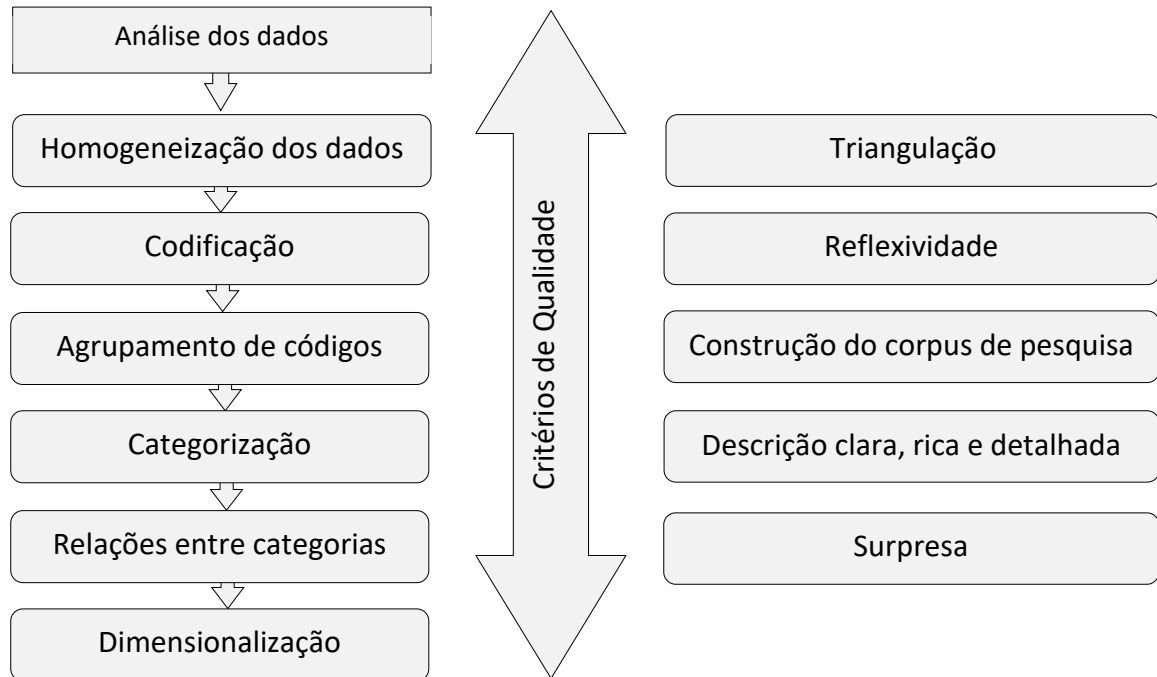 Análise dos dados
Homogeneização dos dados
Codificação
Agrupamento de códigos
Categorização
Relações entre categorias
Dimensionalização
Critérios de Qualidade
Triangulação
Reflexividade
Construção do corpus de pesquisa
Descrição clara, rica e detalhada
Surpresa